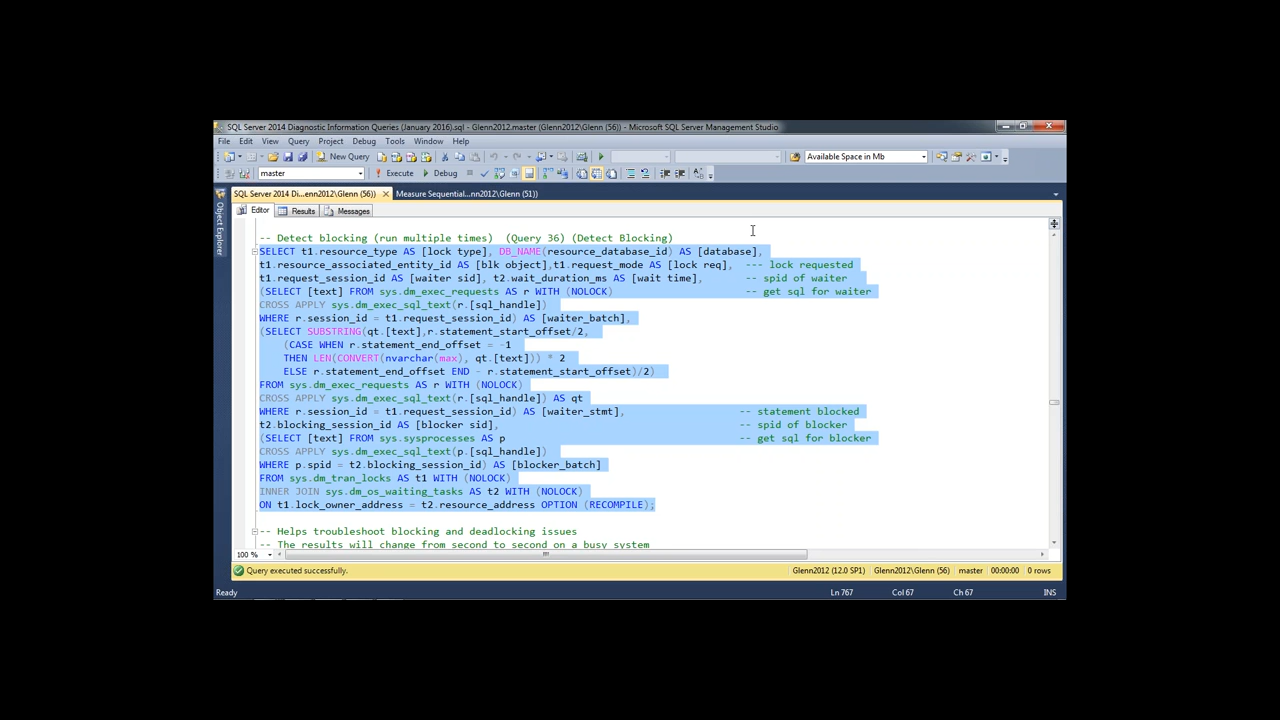 SQL Server 2014 Diagnostic Information Queries (January 2016).sql - Glenn2012.master (Glenn2012\Glenn (56)) - Microsoft SQL Server Management Studio
File Edit View Query Project Debug Tools Window Help
New Query Available Space in Mb
master Execute Debug
SQL Server 2014 Di...enn2012\Glenn (56)) Measure Sequential...nn2012\Glenn (51))
Object Explorer
Editor Results Messages
-- Detect blocking (run multiple times)  (Query 36) (Detect Blocking)
SELECT t1.resource_type AS [lock type], DB_NAME(resource_database_id) AS [database],
t1.resource_associated_entity_id AS [blk object],t1.request_mode AS [lock req],  --- lock requested
t1.request_session_id AS [waiter sid], t2.wait_duration_ms AS [wait time],       -- spid of waiter
(SELECT [text] FROM sys.dm_exec_requests AS r WITH (NOLOCK)                      -- get sql for waiter
CROSS APPLY sys.dm_exec_sql_text(r.[sql_handle])
WHERE r.session_id = t1.request_session_id) AS [waiter_batch],
(SELECT SUBSTRING(qt.[text],r.statement_start_offset/2,
    (CASE WHEN r.statement_end_offset = -1
    THEN LEN(CONVERT(nvarchar(max), qt.[text])) * 2
    ELSE r.statement_end_offset END - r.statement_start_offset)/2)
FROM sys.dm_exec_requests AS r WITH (NOLOCK)
CROSS APPLY sys.dm_exec_sql_text(r.[sql_handle]) AS qt
WHERE r.session_id = t1.request_session_id) AS [waiter_stmt],                   -- statement blocked
t2.blocking_session_id AS [blocker sid],                                        -- spid of blocker
(SELECT [text] FROM sys.sysprocesses AS p                                       -- get sql for blocker
CROSS APPLY sys.dm_exec_sql_text(p.[sql_handle])
WHERE p.spid = t2.blocking_session_id) AS [blocker_batch]
FROM sys.dm_tran_locks AS t1 WITH (NOLOCK)
INNER JOIN sys.dm_os_waiting_tasks AS t2 WITH (NOLOCK)
ON t1.lock_owner_address = t2.resource_address OPTION (RECOMPILE);
-- Helps troubleshoot blocking and deadlocking issues
-- The results will change from second to second on a busy system
100 %
Query executed successfully. Glenn2012 (12.0 SP1) Glenn2012\Glenn (56) master 00:00:00 0 rows
Ready Ln 767 Col 67 Ch 67 INS